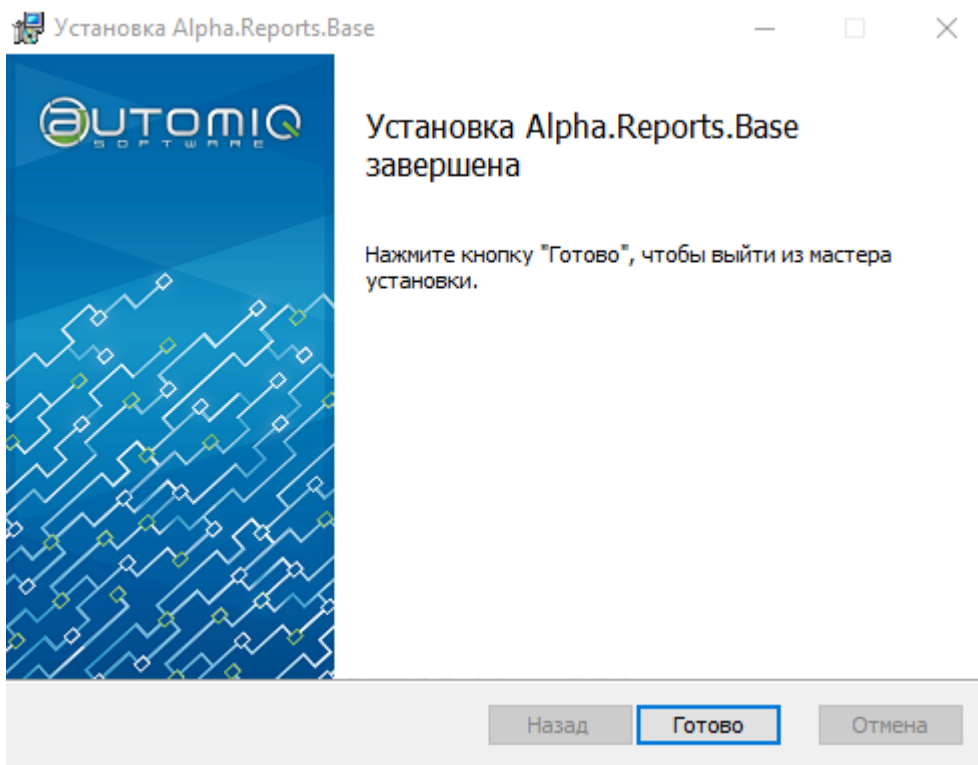 Установка Alpha.Reports.Base
AUTOMIQ
SOFTWARE
Установка Alpha.Reports.Base
завершена
Нажмите кнопку "Готово", чтобы выйти из мастера
установки.
Назад
Готово
Отмена